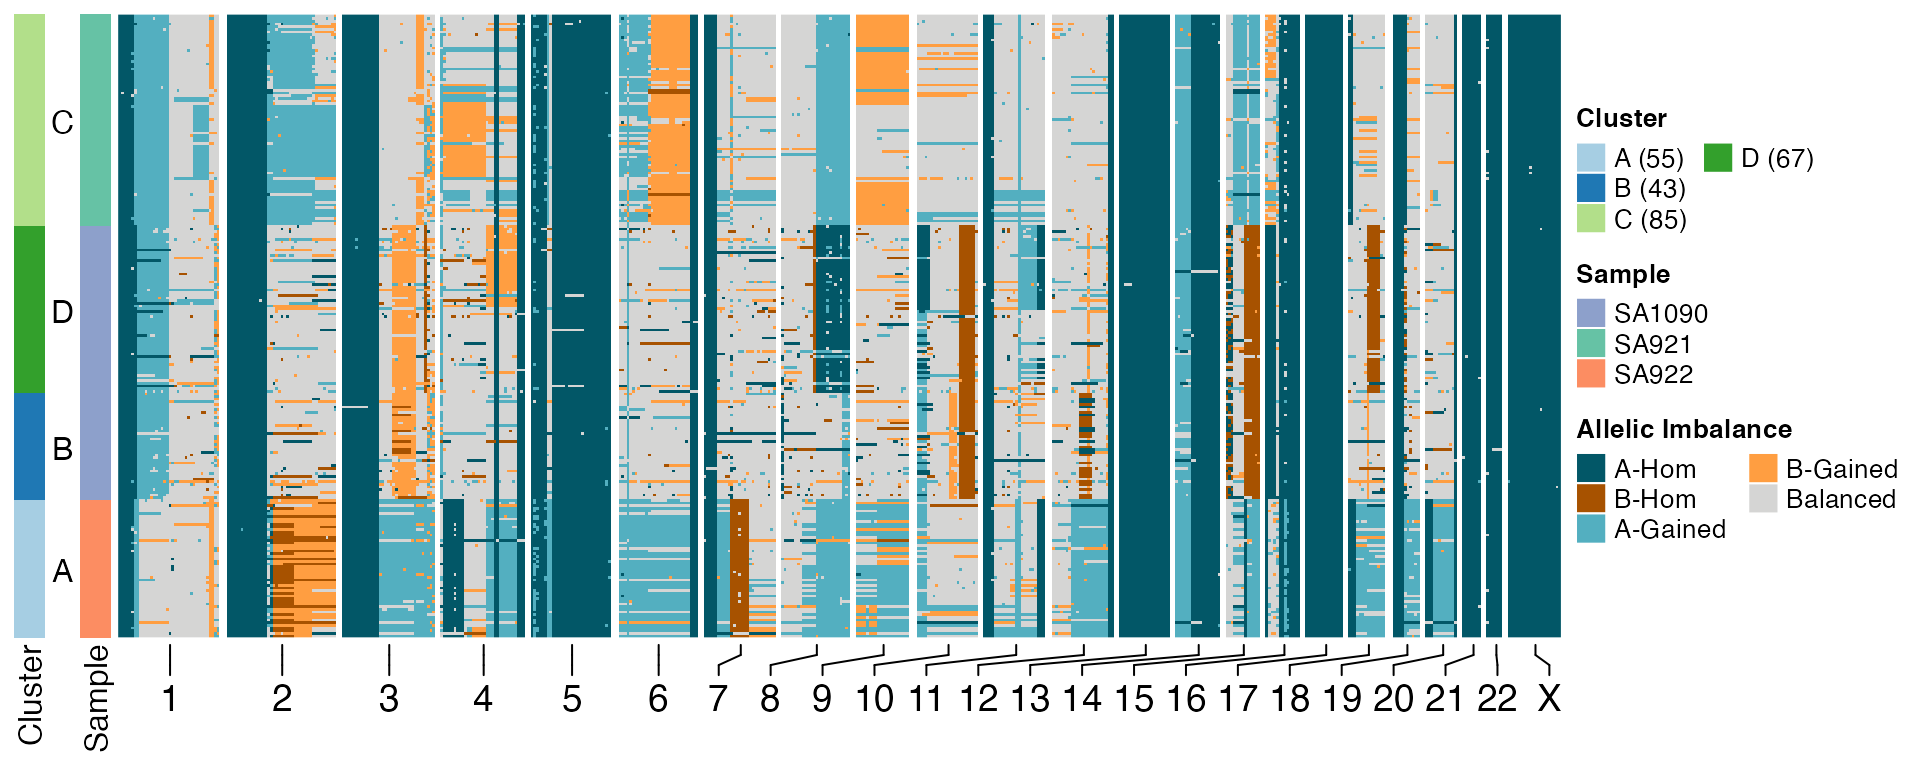 C
D
B
A
Cluster
Sample
1 2 3 4 5 6 7 8 9 10 11 12 13 14 15 16 17 18 19 20 21 22 X
Cluster
A (55) D (67)
B (43)
C (85)
Sample
SA1090
SA921
SA922
Allelic Imbalance
A-Hom B-Gained
B-Hom Balanced
A-Gained